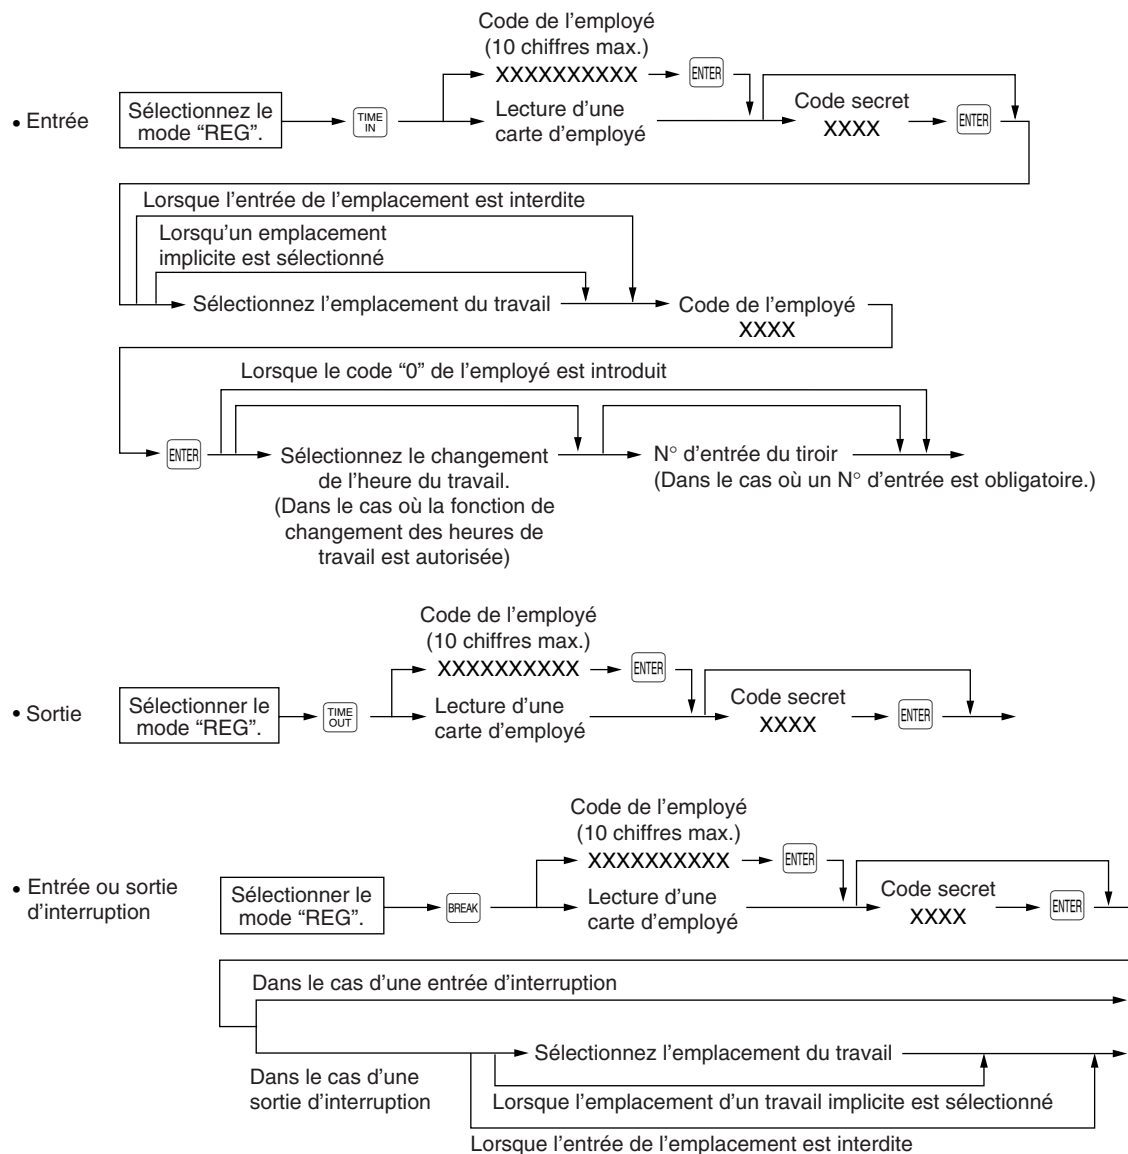 Code de l'employé
(10 chiffres max.)
XXXXXXXXXX
ENTER
• Entrée
Sélectionnez le
mode “REG”.
TIME
IN
Lecture d'une
carte d'employé
Code secret
XXXX
ENTER
Lorsque l'entrée de l'emplacement est interdite
Lorsqu'un emplacement
implicite est sélectionné
Sélectionnez l'emplacement du travail
Code de l'employé
XXXX
Lorsque le code “0” de l'employé est introduit
ENTER
Sélectionnez le changement
de l'heure du travail.
(Dans le cas où la fonction de
changement des heures de
travail est autorisée)
N° d'entrée du tiroir
(Dans le cas où un N° d'entrée est obligatoire.)
Code de l'employé
(10 chiffres max.)
XXXXXXXXXX
ENTER
• Sortie
Sélectionner le
mode “REG”.
TIME
OUT
Lecture d'une
carte d'employé
Code secret
XXXX
ENTER
Code de l'employé
(10 chiffres max.)
XXXXXXXXXX
ENTER
• Entrée ou sortie
d'interruption
Sélectionner le
mode “REG”.
BREAK
Lecture d'une
carte d'employé
Code secret
XXXX
ENTER
Dans le cas d'une entrée d'interruption
Sélectionnez l'emplacement du travail
Dans le cas d'une
sortie d'interruption
Lorsque l'emplacement d'un travail implicite est sélectionné
Lorsque l'entrée de l'emplacement est interdite